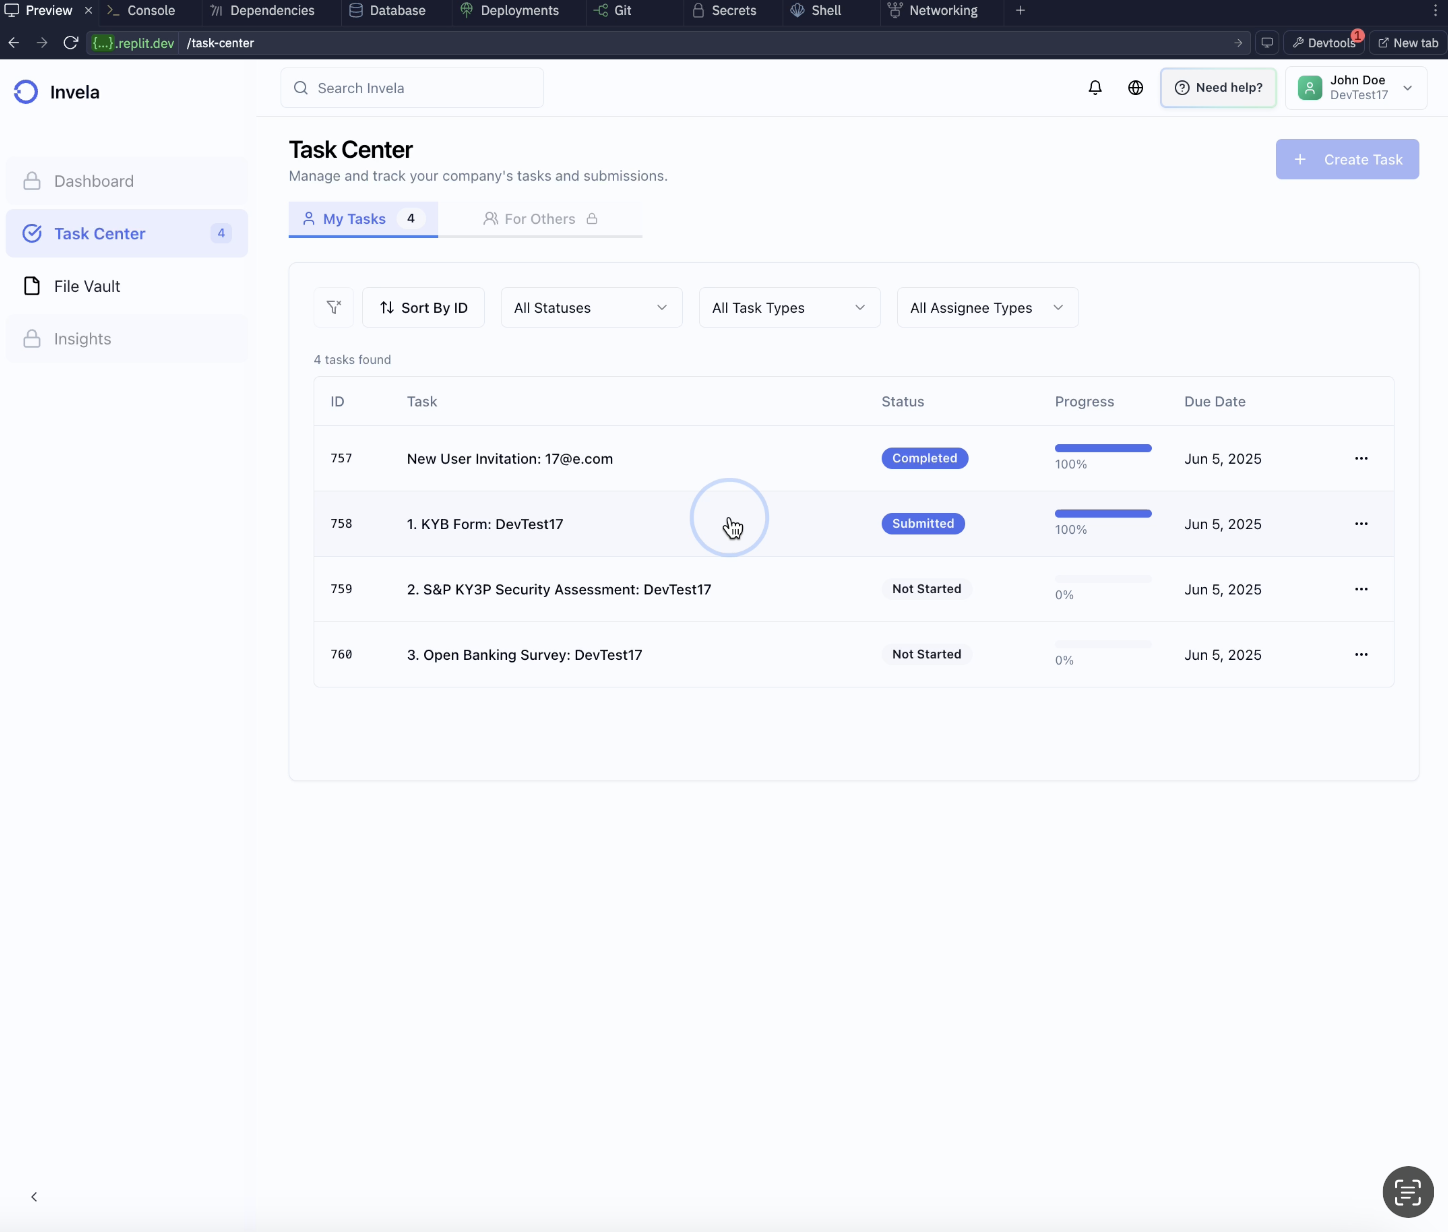 Preview
Console
Dependencies
Database
Deployments
Git
Secrets
Shell
Networking
{...}.replit.dev /task-center
Devtools 1
New tab
Invela
Search Invela
Need help?
John Doe
DevTest17
Dashboard
Task Center 4
File Vault
Insights
Task Center
Manage and track your company's tasks and submissions.
+ Create Task
My Tasks 4
For Others
Sort By ID
All Statuses
All Task Types
All Assignee Types
4 tasks found
ID Task Status Progress Due Date
757 New User Invitation: 17@e.com Completed 100% Jun 5, 2025 ...
758 1. KYB Form: DevTest17 Submitted 100% Jun 5, 2025 ...
759 2. S&P KY3P Security Assessment: DevTest17 Not Started 0% Jun 5, 2025 ...
760 3. Open Banking Survey: DevTest17 Not Started 0% Jun 5, 2025 ...